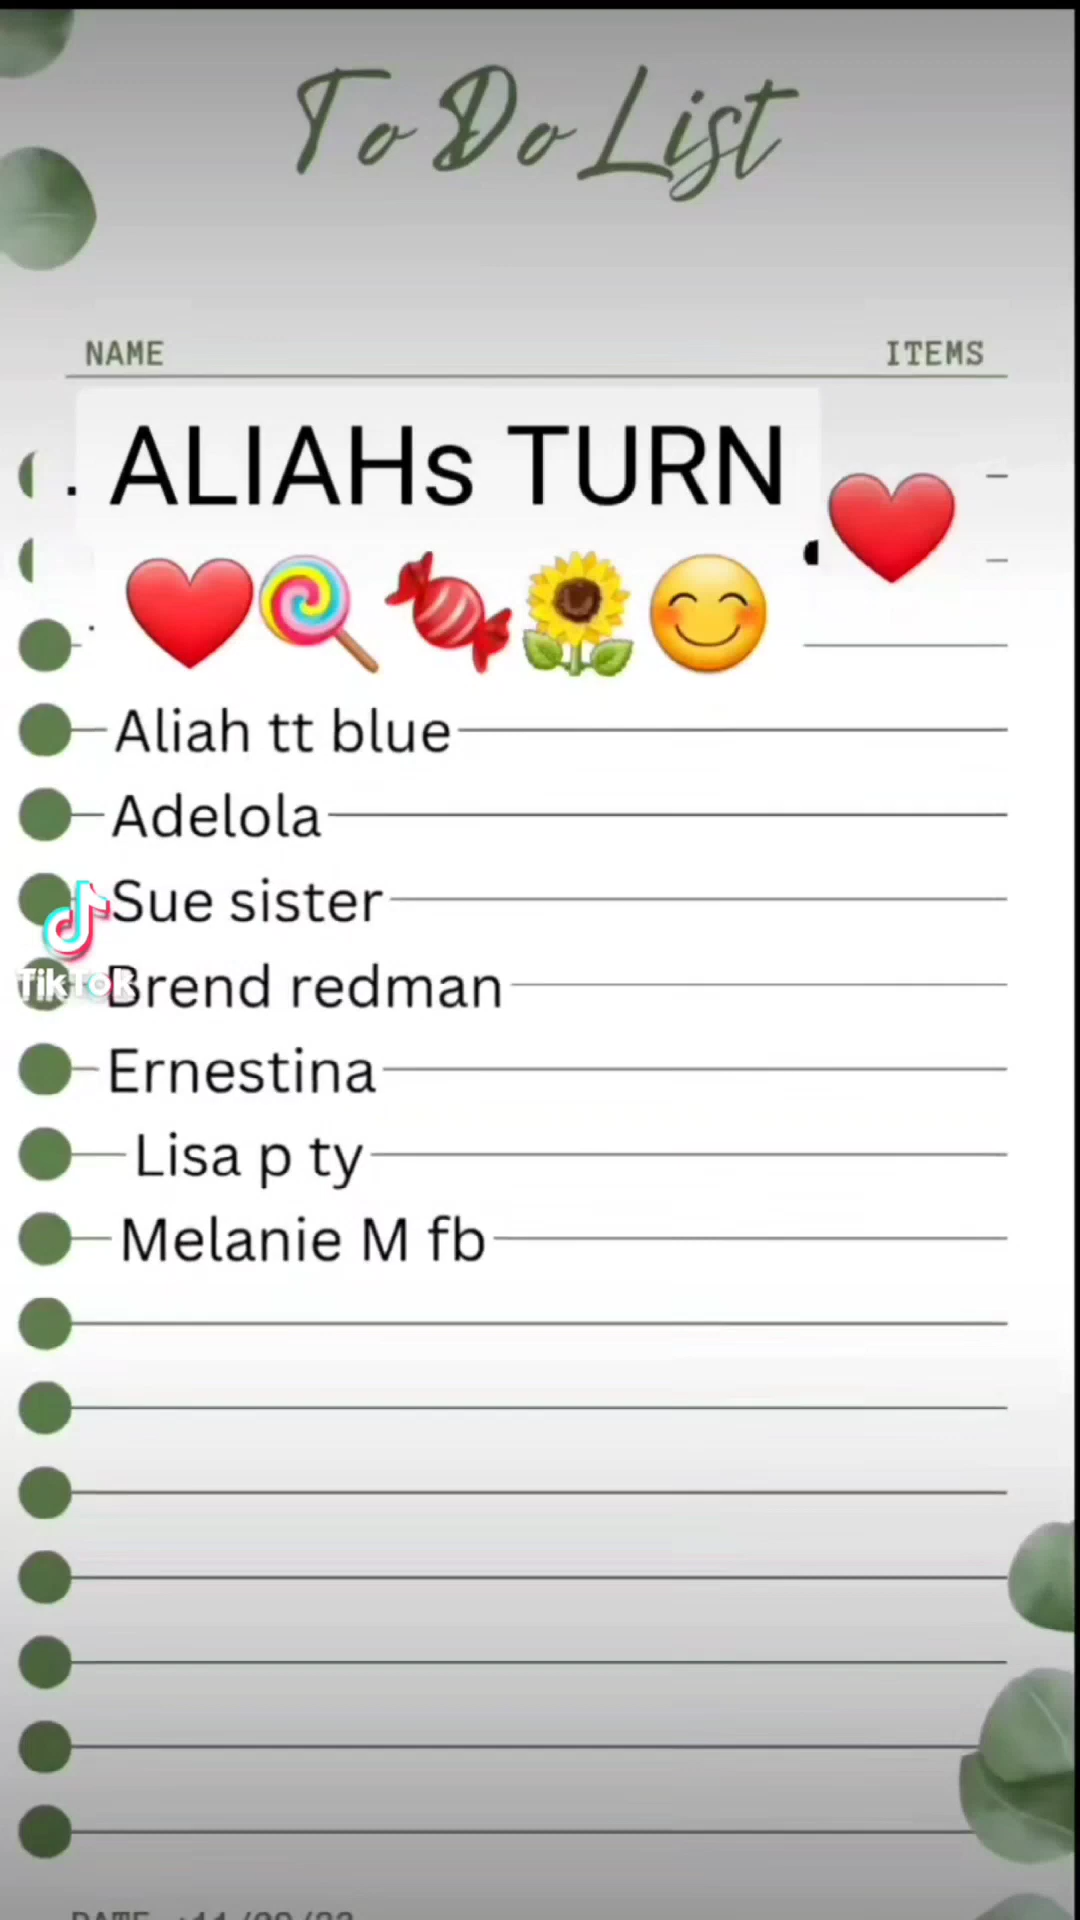 To Do List
NAME ITEMS
ALIAHs TURN
❤️🍭🍬🌻😊❤️
Aliah tt blue
Adelola
Sue sister
Brend redman
Ernestina
Lisa p ty
Melanie M fb
TikTok